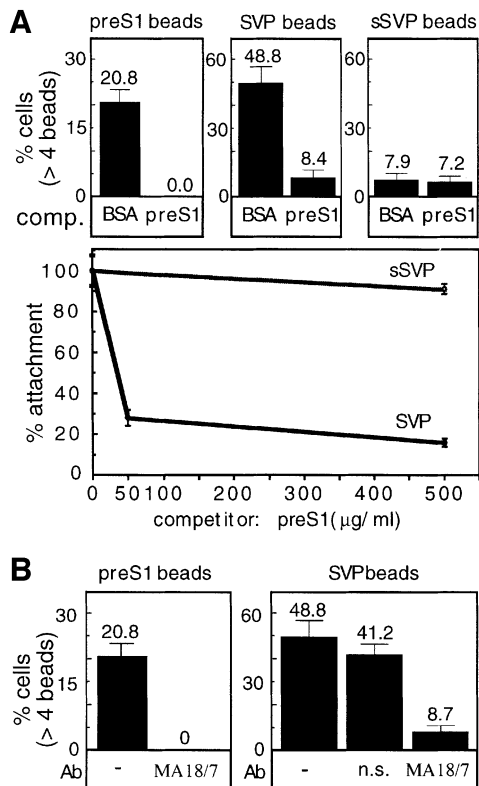 A
preS1 beads SVP beads sSVP beads
% cells
(> 4 beads)
30
15
0
20.8
0.0
60
30
0
48.8
8.4
60
30
0
7.9
7.2
comp. BSA preS1 BSA preS1 BSA preS1
% attachment
100
80
60
40
20
0
sSVP
SVP
0 50 100 200 300 400 500
competitor: preS1(µg/ ml)
B
preS1 beads SVPbeads
% cells
(> 4 beads)
30
15
0
20.8
0
60
30
0
48.8
41.2
8.7
Ab - MA18/7 - n.s. MA18/7